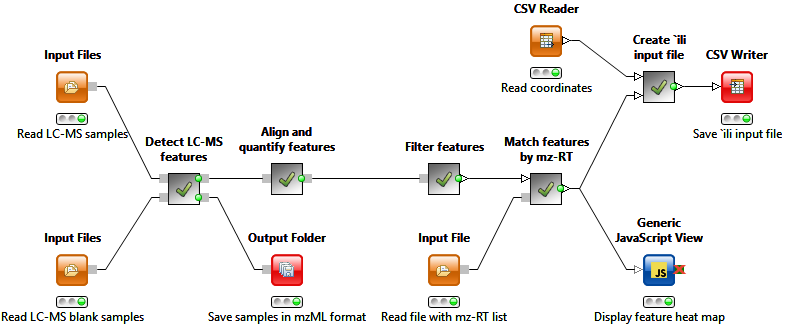 CSV Reader
Read coordinates
Create `ili
input file
CSV Writer
Save `ili input file
Input Files
Read LC-MS samples
Detect LC-MS
features
Align and
quantify features
Filter features
Match features
by mz-RT
Input Files
Read LC-MS blank samples
Output Folder
Save samples in mzML format
Input File
Read file with mz-RT list
Generic
JavaScript View
JS
Display feature heat map